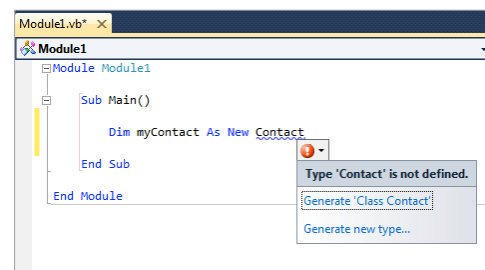 Module1.vb* ×
Module1
Module Module1
Sub Main()
Dim myContact As New Contact
End Sub
Type 'Contact' is not defined.
End Module
Generate 'Class Contact'
Generate new type...